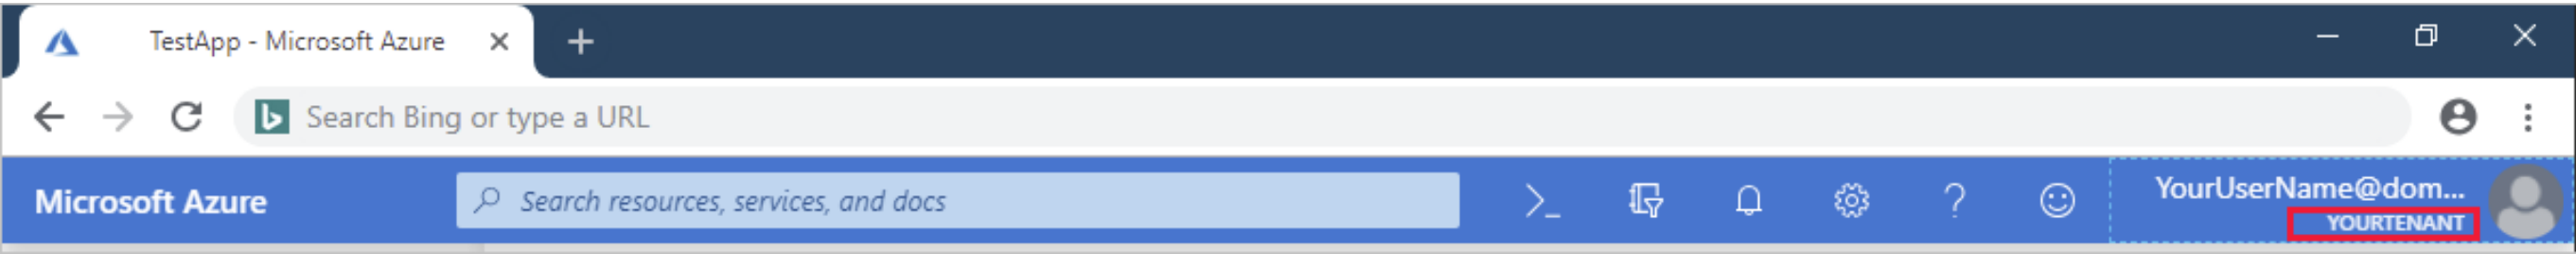 TestApp - Microsoft Azure
Search Bing or type a URL
Microsoft Azure
Search resources, services, and docs
YourUserName@dom...
YOURTENANT